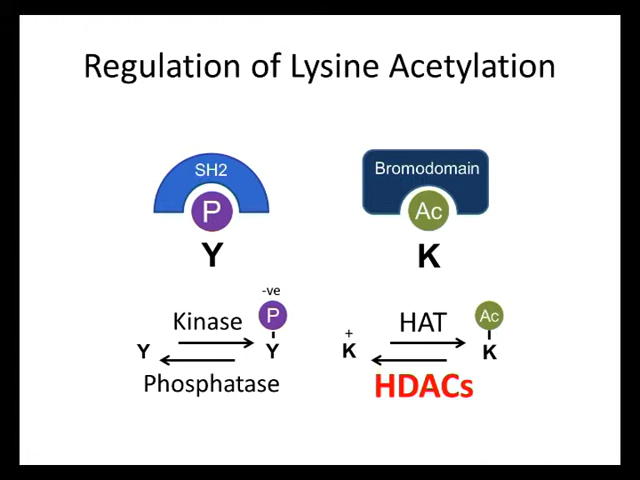 Regulation of Lysine Acetylation
SH2
P
Y
Bromodomain
Ac
K
-ve
Kinase
P
Y
Y
Phosphatase
HAT
Ac
+
K
K
HDACs